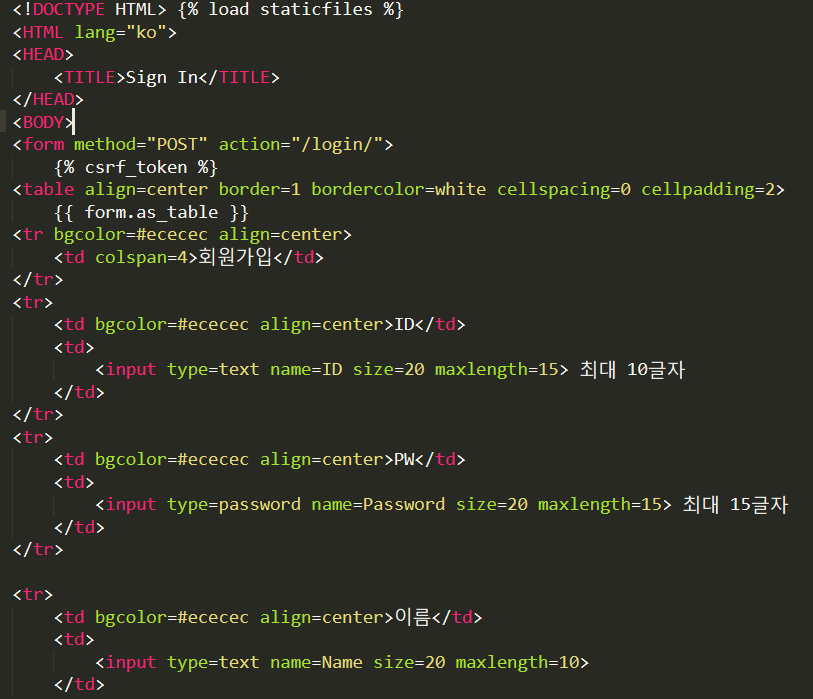 <!DOCTYPE HTML> {% load staticfiles %}
<HTML lang="ko">
<HEAD>
    <TITLE>Sign In</TITLE>
</HEAD>
<BODY>
<form method="POST" action="/login/">
    {% csrf_token %}
<table align=center border=1 bordercolor=white cellspacing=0 cellpadding=2>
    {{ form.as_table }}
<tr bgcolor=#ececec align=center>
    <td colspan=4>회원가입</td>
</tr>
<tr>
    <td bgcolor=#ececec align=center>ID</td>
    <td>
        <input type=text name=ID size=20 maxlength=15> 최대 10글자
    </td>
</tr>
<tr>
    <td bgcolor=#ececec align=center>PW</td>
    <td>
        <input type=password name=Password size=20 maxlength=15> 최대 15글자
    </td>
</tr>

<tr>
    <td bgcolor=#ececec align=center>이름</td>
    <td>
        <input type=text name=Name size=20 maxlength=10>
    </td>